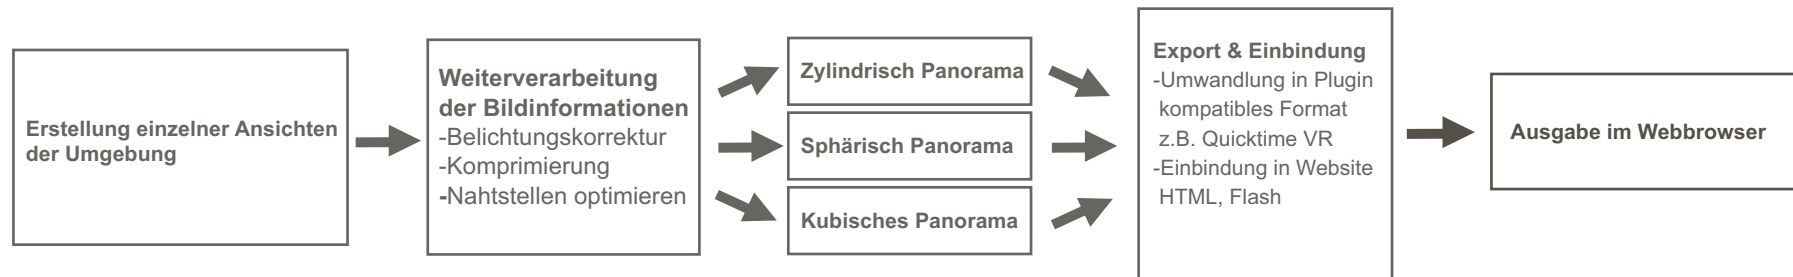 Erstellung einzelner Ansichten
der Umgebung
Weiterverarbeitung
der Bildinformationen
-Belichtungskorrektur
-Komprimierung
-Nahtstellen optimieren
Zylindrisch Panorama
Sphärisch Panorama
Kubisches Panorama
Export & Einbindung
-Umwandlung in Plugin
kompatibles Format
z.B. Quicktime VR
-Einbindung in Website
HTML, Flash
Ausgabe im Webbrowser